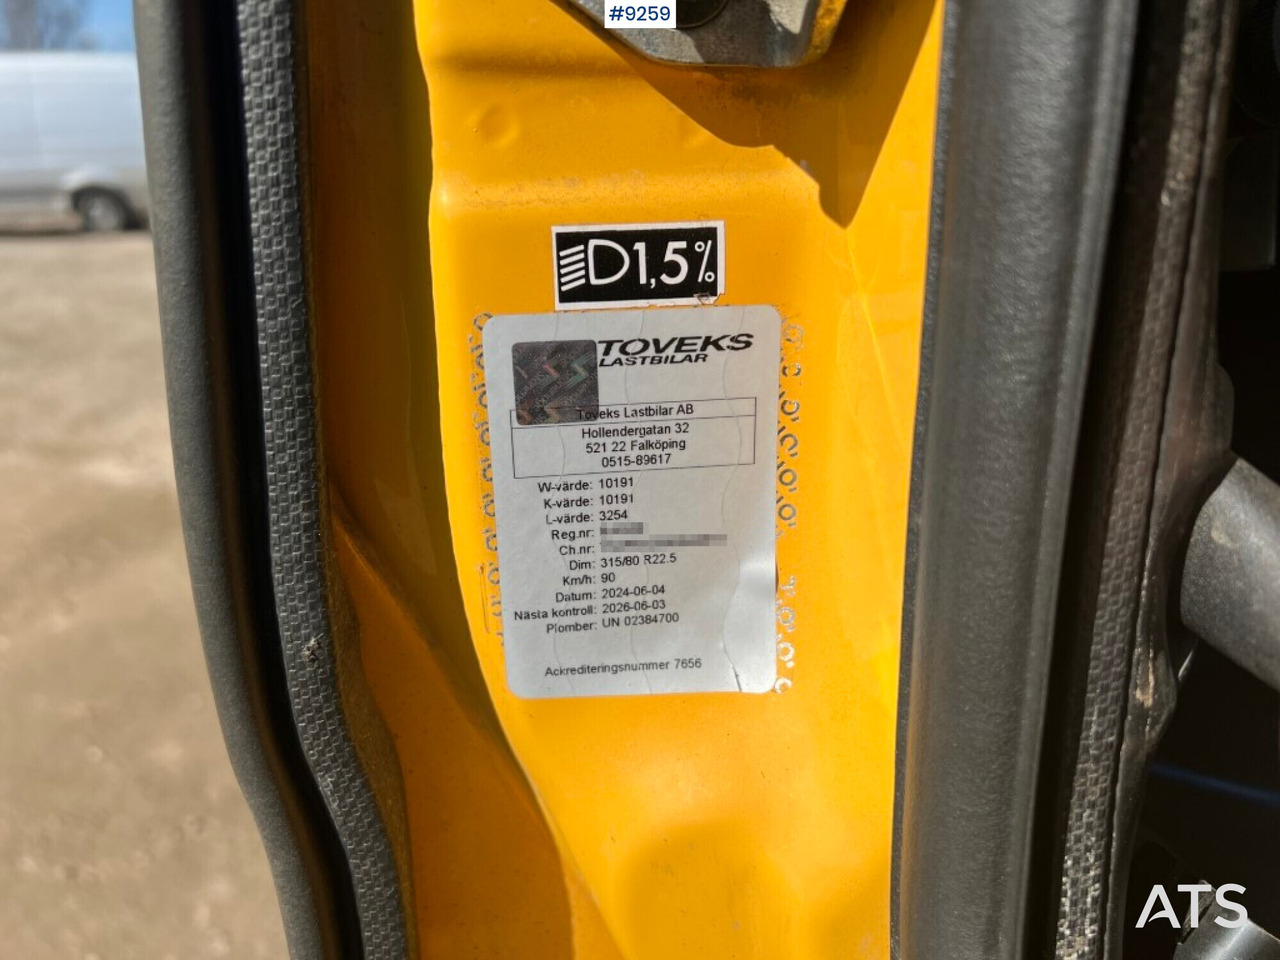 #9259
1,5%
TOVEKS
LASTBILAR
Toveks Lastbilar AB
Hollendergatan 32
521 22 Falköping
0515-89617
W-värde: 10191
K-värde: 10191
L-värde: 3254
Reg.nr:
Ch.nr:
Dim: 315/80 R22.5
Km/h: 90
Datum: 2024-06-04
Nästa kontroll: 2026-06-03
Plomber: UN 02384700
Ackrediteringsnummer 7656
ATS